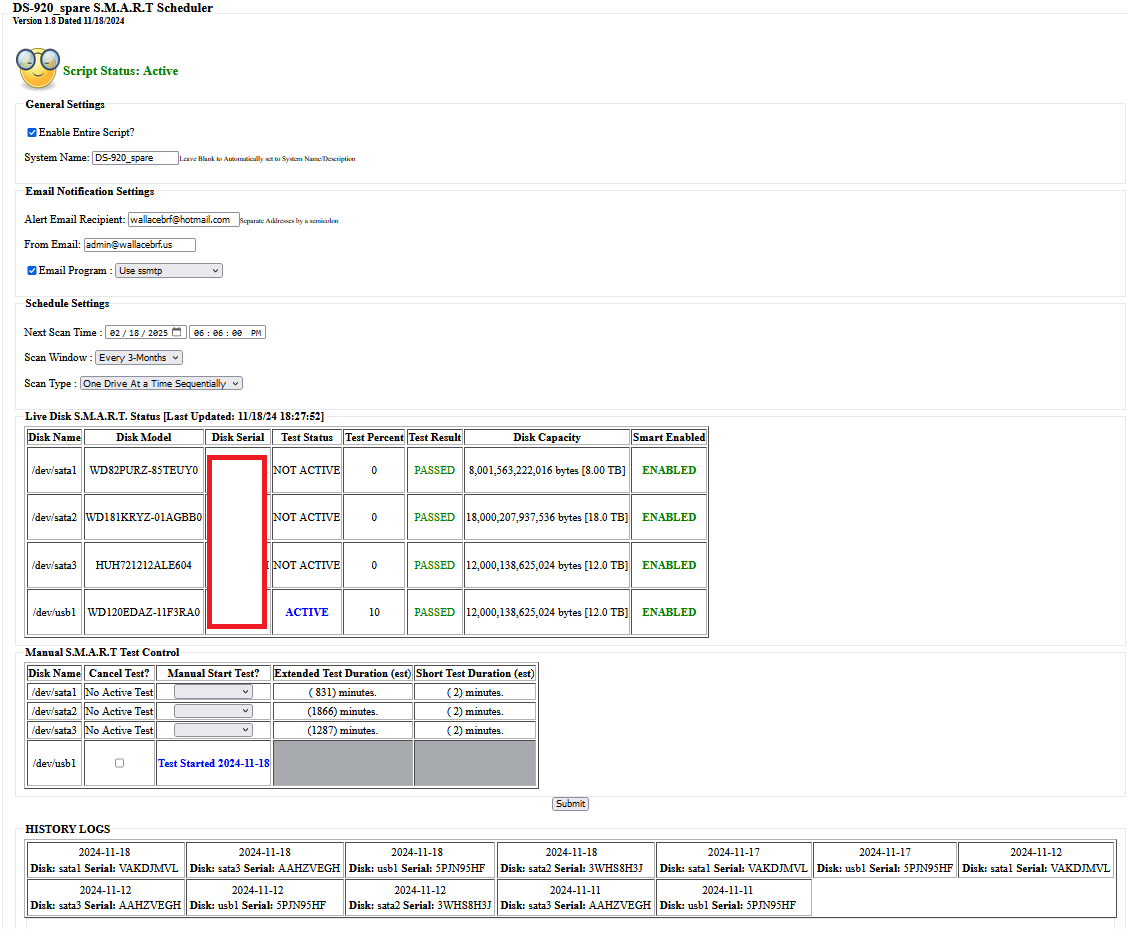 DS-920_spare S.M.A.R.T Scheduler
Version 1.8 Dated 11/18/2024
Script Status: Active
General Settings
Enable Entire Script?
System Name: DS-920_spare Leave Blank to Automatically set to System Name/Description
Email Notification Settings
Alert Email Recipient: wallacebrf@hotmail.com Separate Addresses by a semicolon
From Email: admin@wallacebrf.us
Email Program : Use ssmtp
Schedule Settings
Next Scan Time : 02 / 18 / 2025 06 : 06 : 00 PM
Scan Window : Every 3-Months
Scan Type : One Drive At a Time Sequentially
Live Disk S.M.A.R.T. Status [Last Updated: 11/18/24 18:27:52]
Disk Name Disk Model Disk Serial Test Status Test Percent Test Result Disk Capacity Smart Enabled
/dev/sata1 WD82PURZ-85TEUY0 NOT ACTIVE 0 PASSED 8,001,563,222,016 bytes [8.00 TB] ENABLED
/dev/sata2 WD181KRYZ-01AGBB0 NOT ACTIVE 0 PASSED 18,000,207,937,536 bytes [18.0 TB] ENABLED
/dev/sata3 HUH721212ALE604 NOT ACTIVE 0 PASSED 12,000,138,625,024 bytes [12.0 TB] ENABLED
/dev/usb1 WD120EDAZ-11F3RA0 ACTIVE 10 PASSED 12,000,138,625,024 bytes [12.0 TB] ENABLED
Manual S.M.A.R.T Test Control
Disk Name Cancel Test? Manual Start Test? Extended Test Duration (est) Short Test Duration (est)
/dev/sata1 No Active Test ( 831) minutes. ( 2) minutes.
/dev/sata2 No Active Test (1866) minutes. ( 2) minutes.
/dev/sata3 No Active Test (1287) minutes. ( 2) minutes.
/dev/usb1 Test Started 2024-11-18
Submit
HISTORY LOGS
2024-11-18 2024-11-18 2024-11-18 2024-11-18 2024-11-17 2024-11-17 2024-11-12
Disk: sata1 Serial: VAKDJMVL Disk: sata3 Serial: AAHZVEGH Disk: usb1 Serial: 5PJN95HF Disk: sata2 Serial: 3WHS8H3J Disk: sata1 Serial: VAKDJMVL Disk: usb1 Serial: 5PJN95HF Disk: sata1 Serial: VAKDJMVL
2024-11-12 2024-11-12 2024-11-12 2024-11-11 2024-11-11
Disk: sata3 Serial: AAHZVEGH Disk: usb1 Serial: 5PJN95HF Disk: sata2 Serial: 3WHS8H3J Disk: sata3 Serial: AAHZVEGH Disk: usb1 Serial: 5PJN95HF